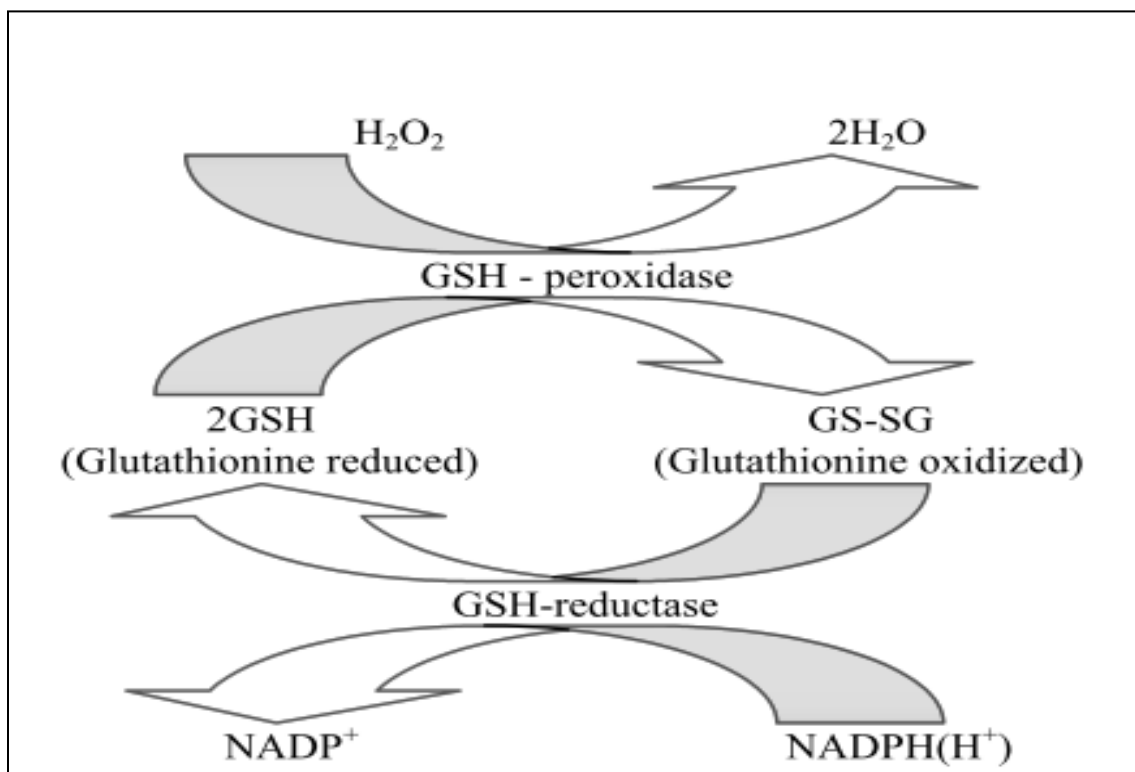 H₂O₂ 2H₂O
GSH - peroxidase
2GSH GS-SG
(Glutathionine reduced) (Glutathionine oxidized)
GSH-reductase
NADP⁺ NADPH(H⁺)